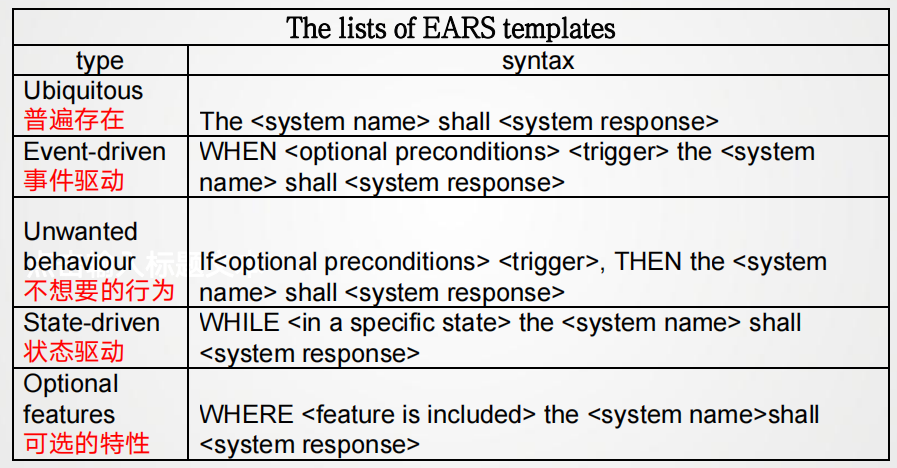 The lists of EARS templates
type
syntax
Ubiquitous
普遍存在
The <system name> shall <system response>
Event-driven
事件驱动
WHEN <optional preconditions> <trigger> the <system
name> shall <system response>
Unwanted
behaviour
不想要的行为
If<optional preconditions> <trigger>, THEN the <system
name> shall <system response>
State-driven
状态驱动
WHILE <in a specific state> the <system name> shall
<system response>
Optional
features
可选的特性
WHERE <feature is included> the <system name>shall
<system response>